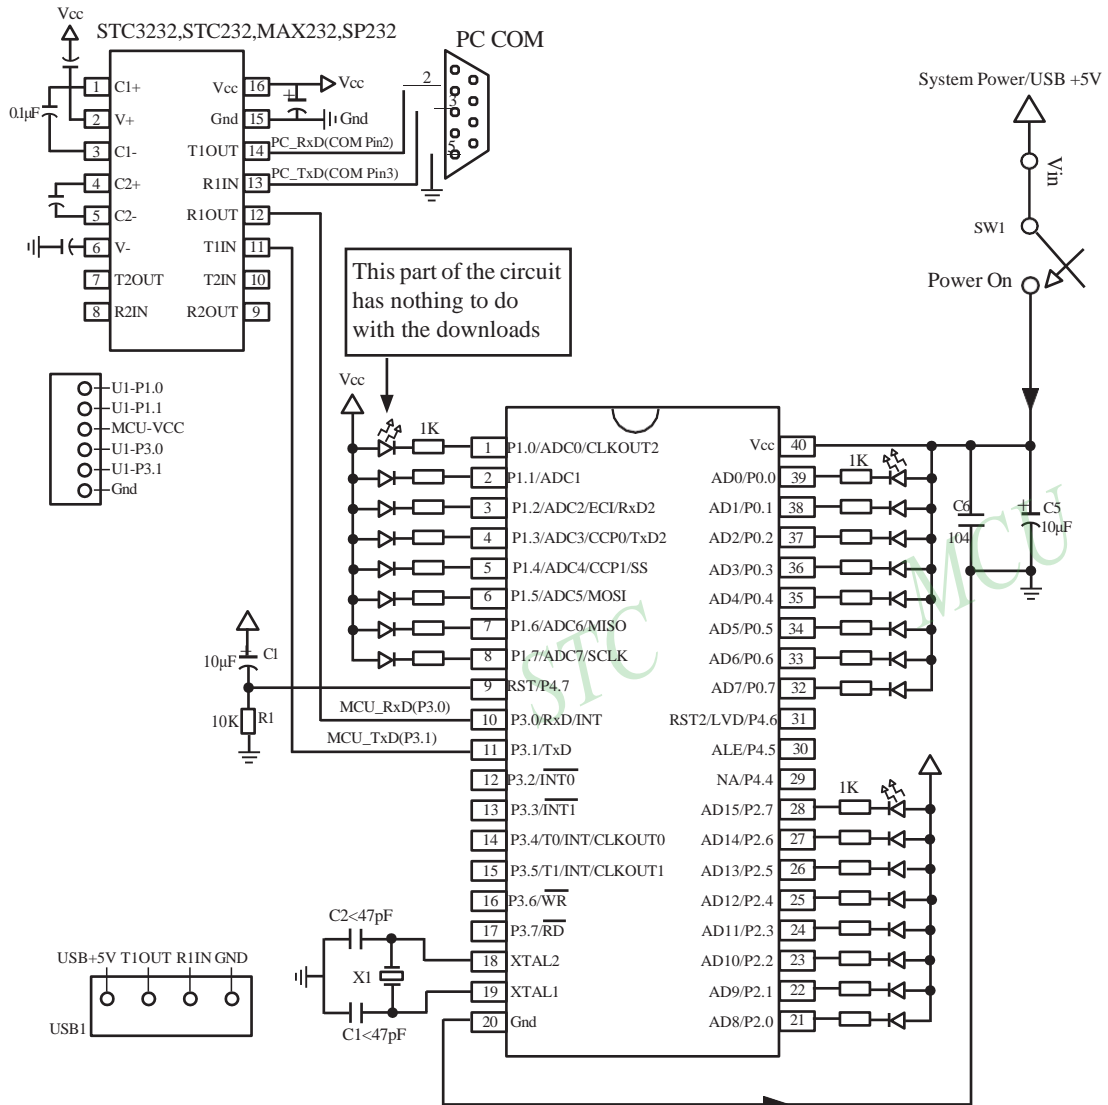 Vcc
STC3232,STC232,MAX232,SP232
PC COM
System Power/USB +5V
Vin
SW1
Power On
0.1μF
1 C1+ Vcc 16 Vcc
2 V+ Gnd 15 Gnd
3 C1- T1OUT 14 PC_RxD(COM Pin2)
4 C2+ R1IN 13 PC_TxD(COM Pin3)
5 C2- R1OUT 12
6 V- T1IN 11
7 T2OUT T2IN 10
8 R2IN R2OUT 9
2
3
5
+
This part of the circuit
has nothing to do
with the downloads
U1-P1.0
U1-P1.1
MCU-VCC
U1-P3.0
U1-P3.1
Gnd
Vcc
1K
1 P1.0/ADC0/CLKOUT2
2 P1.1/ADC1
3 P1.2/ADC2/ECI/RxD2
4 P1.3/ADC3/CCP0/TxD2
5 P1.4/ADC4/CCP1/SS
6 P1.5/ADC5/MOSI
7 P1.6/ADC6/MISO
8 P1.7/ADC7/SCLK
9 RST/P4.7
10 P3.0/RxD/INT
11 P3.1/TxD
12 P3.2/INT0
13 P3.3/INT1
14 P3.4/T0/INT/CLKOUT0
15 P3.5/T1/INT/CLKOUT1
16 P3.6/WR
17 P3.7/RD
18 XTAL2
19 XTAL1
20 Gnd
Vcc 40
AD0/P0.0 39
AD1/P0.1 38
AD2/P0.2 37
AD3/P0.3 36
AD4/P0.4 35
AD5/P0.5 34
AD6/P0.6 33
AD7/P0.7 32
RST2/LVD/P4.6 31
ALE/P4.5 30
NA/P4.4 29
AD15/P2.7 28
AD14/P2.6 27
AD13/P2.5 26
AD12/P2.4 25
AD11/P2.3 24
AD10/P2.2 23
AD9/P2.1 22
AD8/P2.0 21
1K
1K
C6
104
+ C5
10μF
STC MCU
+ C1
10μF
10K R1
MCU_RxD(P3.0)
MCU_TxD(P3.1)
C2<47pF
X1
C1<47pF
USB+5V T1OUT R1IN GND
USB1